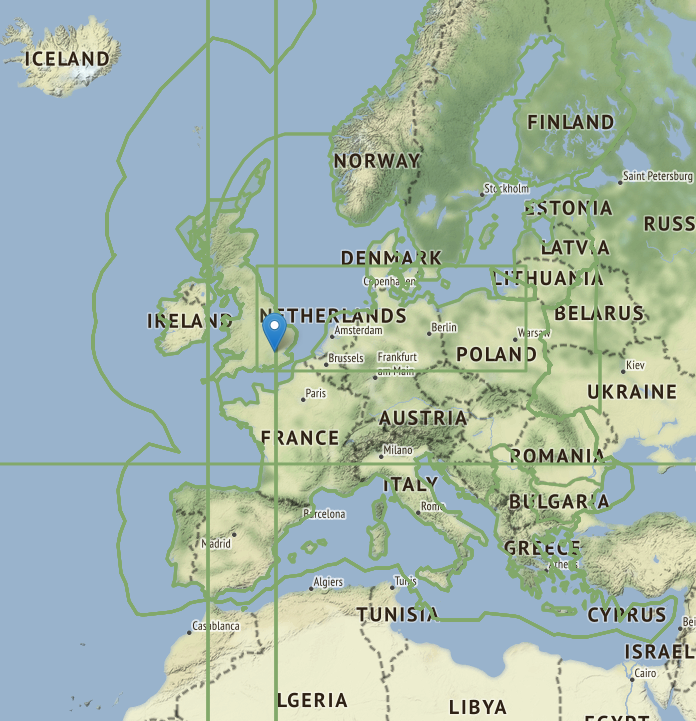 ICELAND
FINLAND
NORWAY
Saint Petersburg
Stockholm
ESTONIA
RUSS
LATVIA
DENMARK
LITHUANIA
Copenhagen
NETHERLANDS
BELARUS
IRELAND
Amsterdam
Berlin
Warsaw
POLAND
Brussels
Frankfurt
am Main
Kiev
Paris
UKRAINE
AUSTRIA
FRANCE
Milano
ROMANIA
ITALY
BULGARIA
Barcelona
Rome
Madrid
GREECE
Athens
Algiers
Tunis
TUNISIA
CYPRUS
Casablanca
Bei
ISRAEL
Cairo
LGERIA
LIBYA
EGYPT